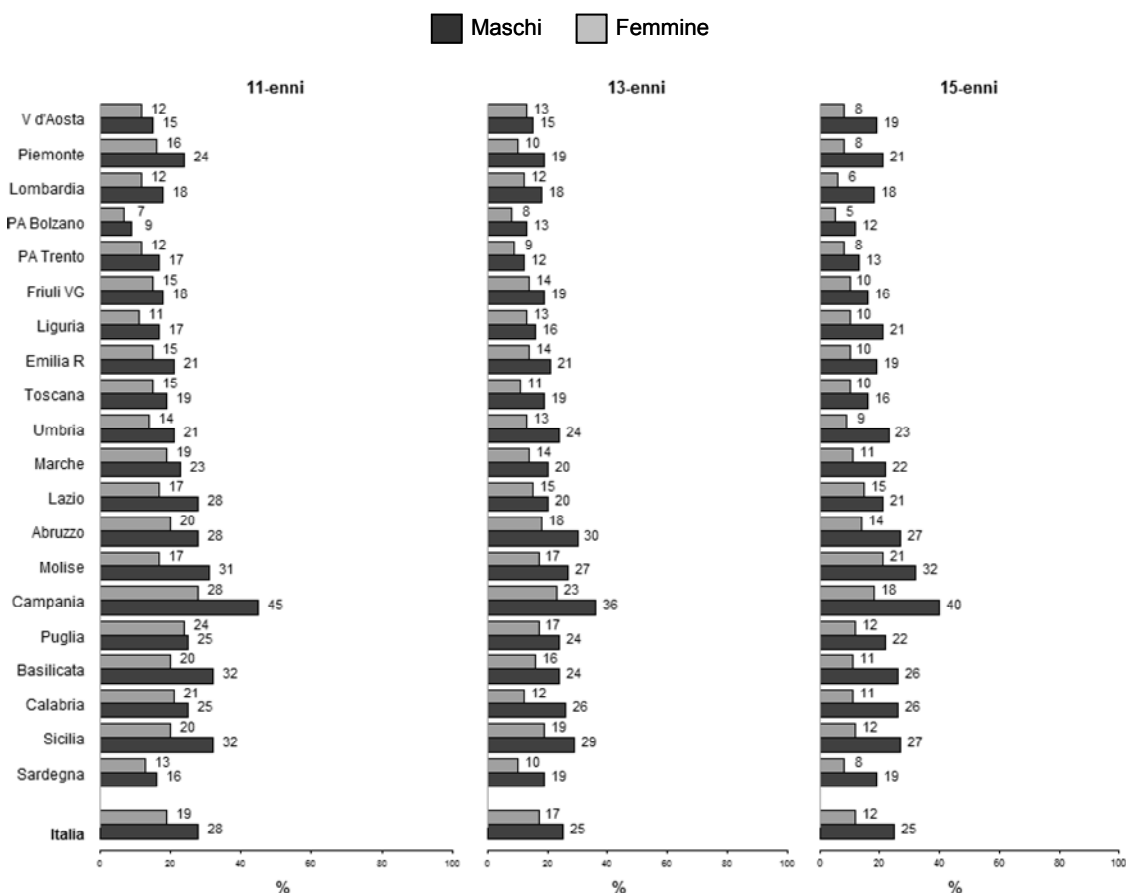 Maschi Femmine
11-enni 13-enni 15-enni
12 13 8
V d'Aosta 15 15 19
16 10 8
Piemonte 24 19 21
12 12 6
Lombardia 18 18 18
7 8 5
PA Bolzano 9 13 12
12 9 8
PA Trento 17 12 13
15 14 10
Friuli VG 18 19 16
11 13 10
Liguria 17 16 21
15 14 10
Emilia R 21 21 19
15 11 10
Toscana 19 19 16
14 13 9
Umbria 21 24 23
19 14 11
Marche 23 20 22
17 15 15
Lazio 28 20 21
20 18 14
Abruzzo 28 30 27
17 17 21
Molise 31 27 32
28 23 18
Campania 45 36 40
24 17 12
Puglia 25 24 22
20 16 11
Basilicata 32 24 26
21 12 11
Calabria 25 26 26
20 19 12
Sicilia 32 29 27
13 10 8
Sardegna 16 19 19
19 17 12
Italia 28 25 25
0 20 40 60 80 100 0 20 40 60 80 100 0 20 40 60 80 100
% % %